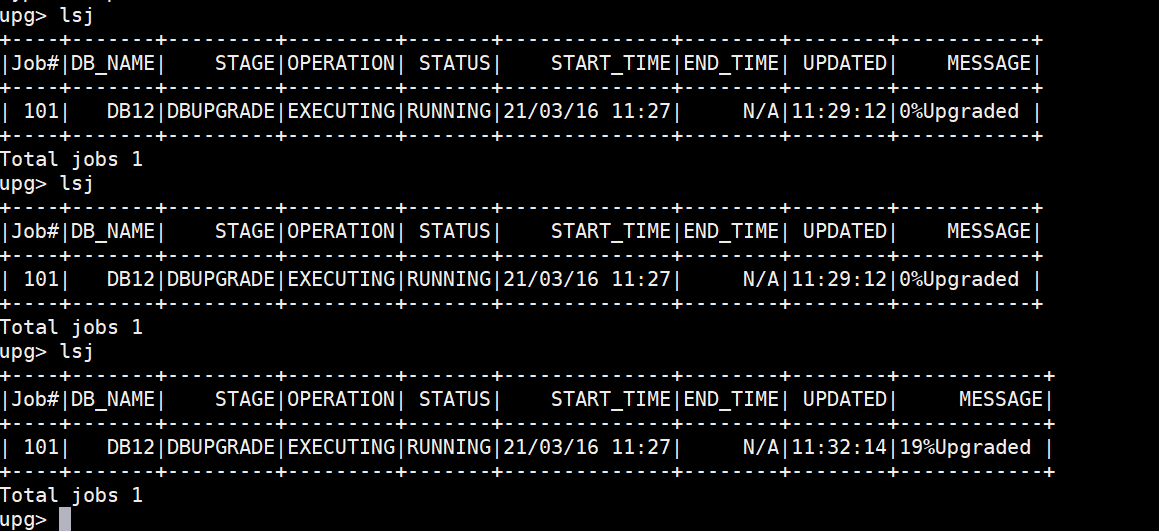 upg> lsj
+----+-------+---------+---------+-------+--------------+--------+--------+-----------+
|Job#|DB_NAME|    STAGE|OPERATION| STATUS|    START_TIME|END_TIME| UPDATED|    MESSAGE|
+----+-------+---------+---------+-------+--------------+--------+--------+-----------+
| 101|   DB12|DBUPGRADE|EXECUTING|RUNNING|21/03/16 11:27|     N/A|11:29:12|0%Upgraded |
+----+-------+---------+---------+-------+--------------+--------+--------+-----------+
Total jobs 1
upg> lsj
+----+-------+---------+---------+-------+--------------+--------+--------+-----------+
|Job#|DB_NAME|    STAGE|OPERATION| STATUS|    START_TIME|END_TIME| UPDATED|    MESSAGE|
+----+-------+---------+---------+-------+--------------+--------+--------+-----------+
| 101|   DB12|DBUPGRADE|EXECUTING|RUNNING|21/03/16 11:27|     N/A|11:29:12|0%Upgraded |
+----+-------+---------+---------+-------+--------------+--------+--------+-----------+
Total jobs 1
upg> lsj
+----+-------+---------+---------+-------+--------------+--------+--------+------------+
|Job#|DB_NAME|    STAGE|OPERATION| STATUS|    START_TIME|END_TIME| UPDATED|     MESSAGE|
+----+-------+---------+---------+-------+--------------+--------+--------+------------+
| 101|   DB12|DBUPGRADE|EXECUTING|RUNNING|21/03/16 11:27|     N/A|11:32:14|19%Upgraded |
+----+-------+---------+---------+-------+--------------+--------+--------+------------+
Total jobs 1
upg>